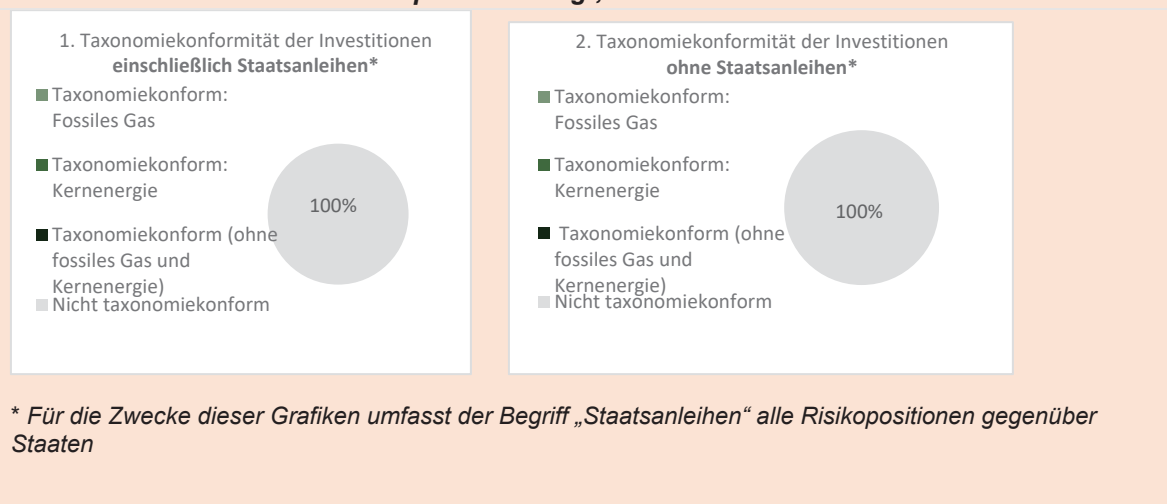 1. Taxonomiekonformität der Investitionen
einschließlich Staatsanleihen*
Taxonomiekonform:
Fossiles Gas
Taxonomiekonform:
Kernenergie
Taxonomiekonform (ohne
fossiles Gas und
Kernenergie)
Nicht taxonomiekonform
100%
2. Taxonomiekonformität der Investitionen
ohne Staatsanleihen*
Taxonomiekonform:
Fossiles Gas
Taxonomiekonform:
Kernenergie
Taxonomiekonform (ohne
fossiles Gas und
Kernenergie)
Nicht taxonomiekonform
100%
* Für die Zwecke dieser Grafiken umfasst der Begriff „Staatsanleihen“ alle Risikopositionen gegenüber
Staaten